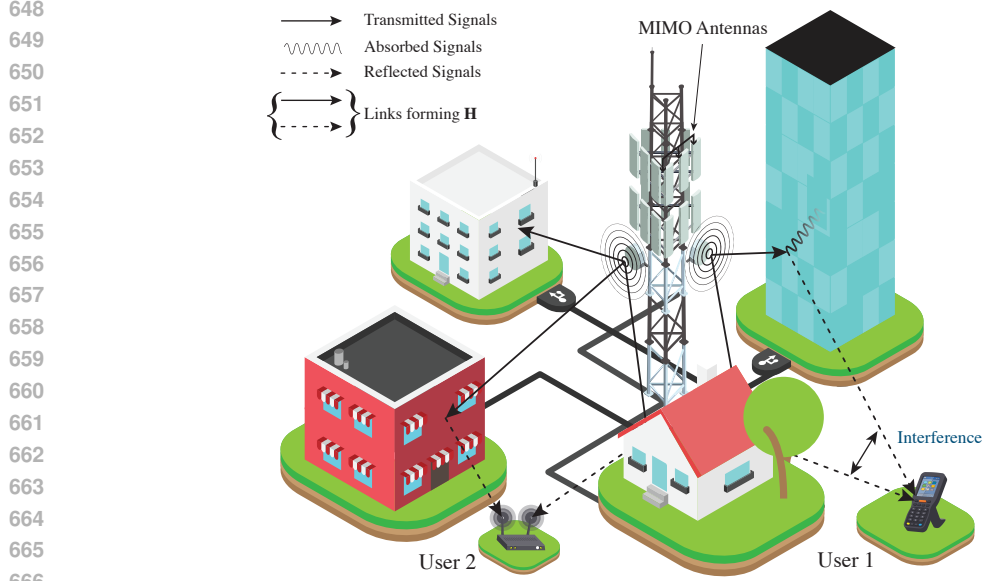 648
649
650
651
652
653
654
655
656
657
658
659
660
661
662
663
664
665
666
Transmitted Signals
Absorbed Signals
Reflected Signals
Links forming H
MIMO Antennas
Interference
User 2
User 1